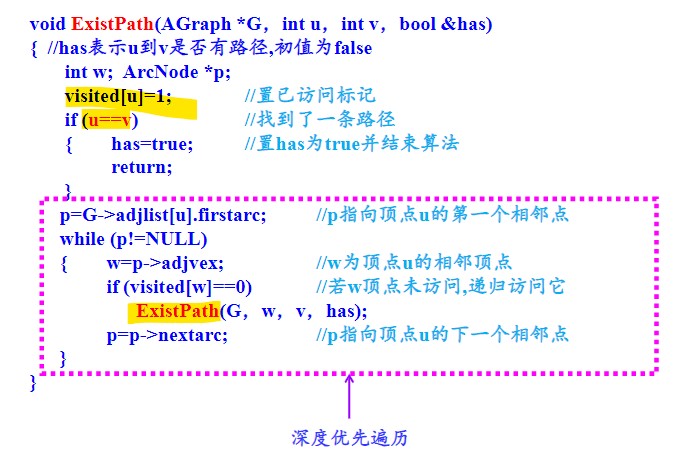 void ExistPath(AGraph *G，int u，int v，bool &has)
{ //has表示u到v是否有路径,初值为false
int w; ArcNode *p;
visited[u]=1; //置已访问标记
if (u==v) //找到了一条路径
{ has=true; //置has为true并结束算法
return;
}
p=G->adjlist[u].firstarc; //p指向顶点u的第一个相邻点
while (p!=NULL)
{ w=p->adjvex; //w为顶点u的相邻顶点
if (visited[w]==0) //若w顶点未访问,递归访问它
ExistPath(G，w，v，has);
p=p->nextarc; //p指向顶点u的下一个相邻点
}
}
深度优先遍历